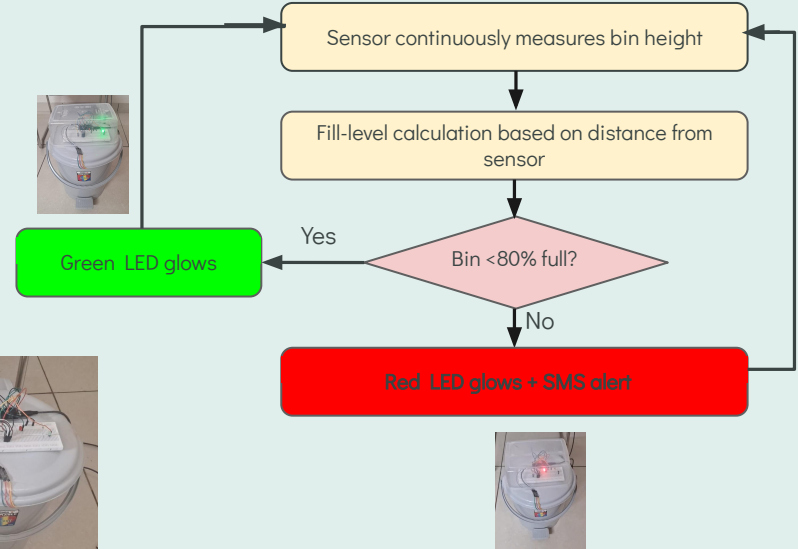 Sensor continuously measures bin height
Fill-level calculation based on distance from
sensor
Yes
Green LED glows
Bin <80% full?
No
Red LED glows + SMS alert